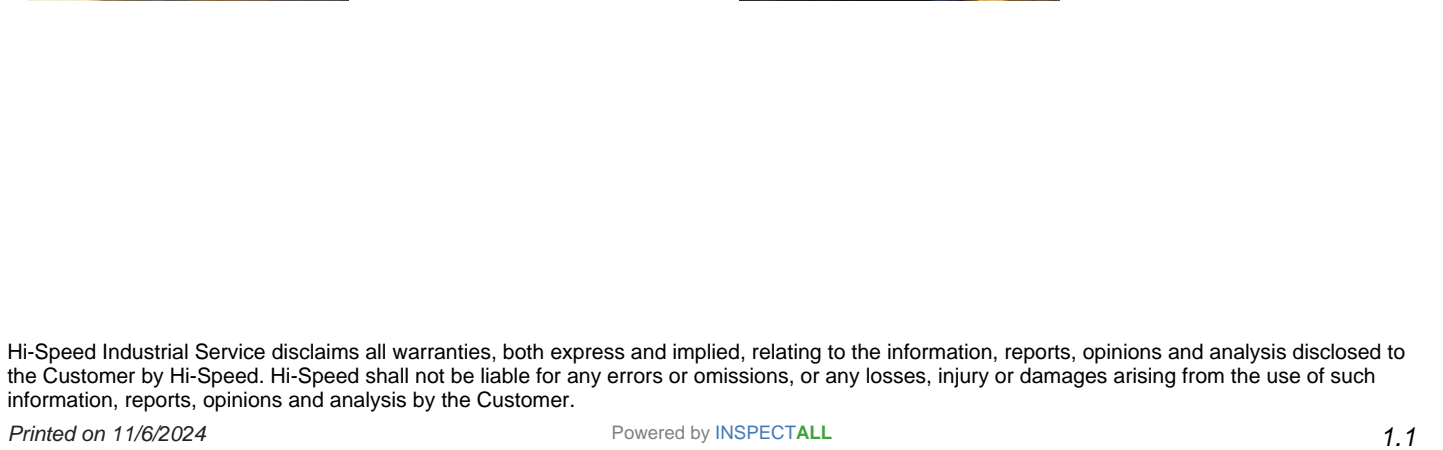 Hi-Speed Industrial Service disclaims all warranties, both express and implied, relating to the information, reports, opinions and analysis disclosed to
the Customer by Hi-Speed. Hi-Speed shall not be liable for any errors or omissions, or any losses, injury or damages arising from the use of such
information, reports, opinions and analysis by the Customer.
Printed on 11/6/2024 Powered by INSPECTALL 1.1